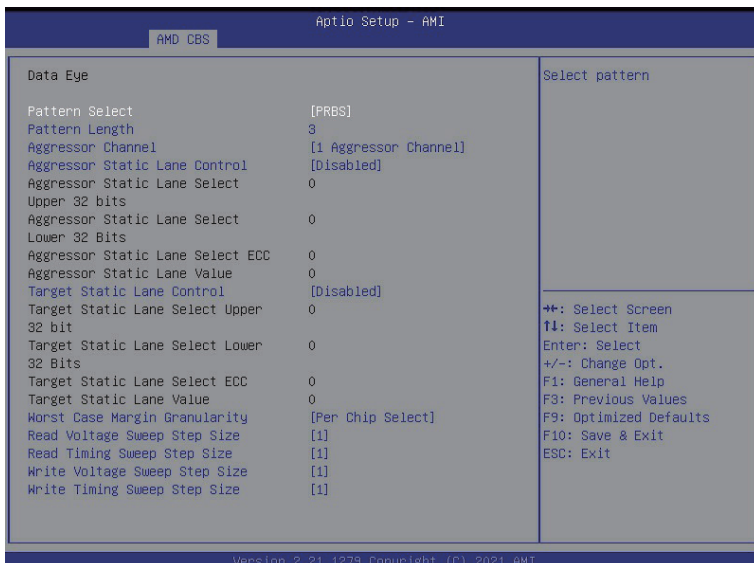 Aptio Setup – AMI
AMD CBS
Data Eye
Pattern Select [PRBS]
Pattern Length 3
Aggressor Channel [1 Aggressor Channel]
Aggressor Static Lane Control [Disabled]
Aggressor Static Lane Select 0
Upper 32 bits
Aggressor Static Lane Select 0
Lower 32 Bits
Aggressor Static Lane Select ECC 0
Aggressor Static Lane Value 0
Target Static Lane Control [Disabled]
Target Static Lane Select Upper 0
32 bit
Target Static Lane Select Lower 0
32 Bits
Target Static Lane Select ECC 0
Target Static Lane Value 0
Worst Case Margin Granularity [Per Chip Select]
Read Voltage Sweep Step Size [1]
Read Timing Sweep Step Size [1]
Write Voltage Sweep Step Size [1]
Write Timing Sweep Step Size [1]
Select pattern
→←: Select Screen
↑↓: Select Item
Enter: Select
+/-: Change Opt.
F1: General Help
F3: Previous Values
F9: Optimized Defaults
F10: Save & Exit
ESC: Exit
Version 2.21.1279 Copyright (C) 2021 AMI